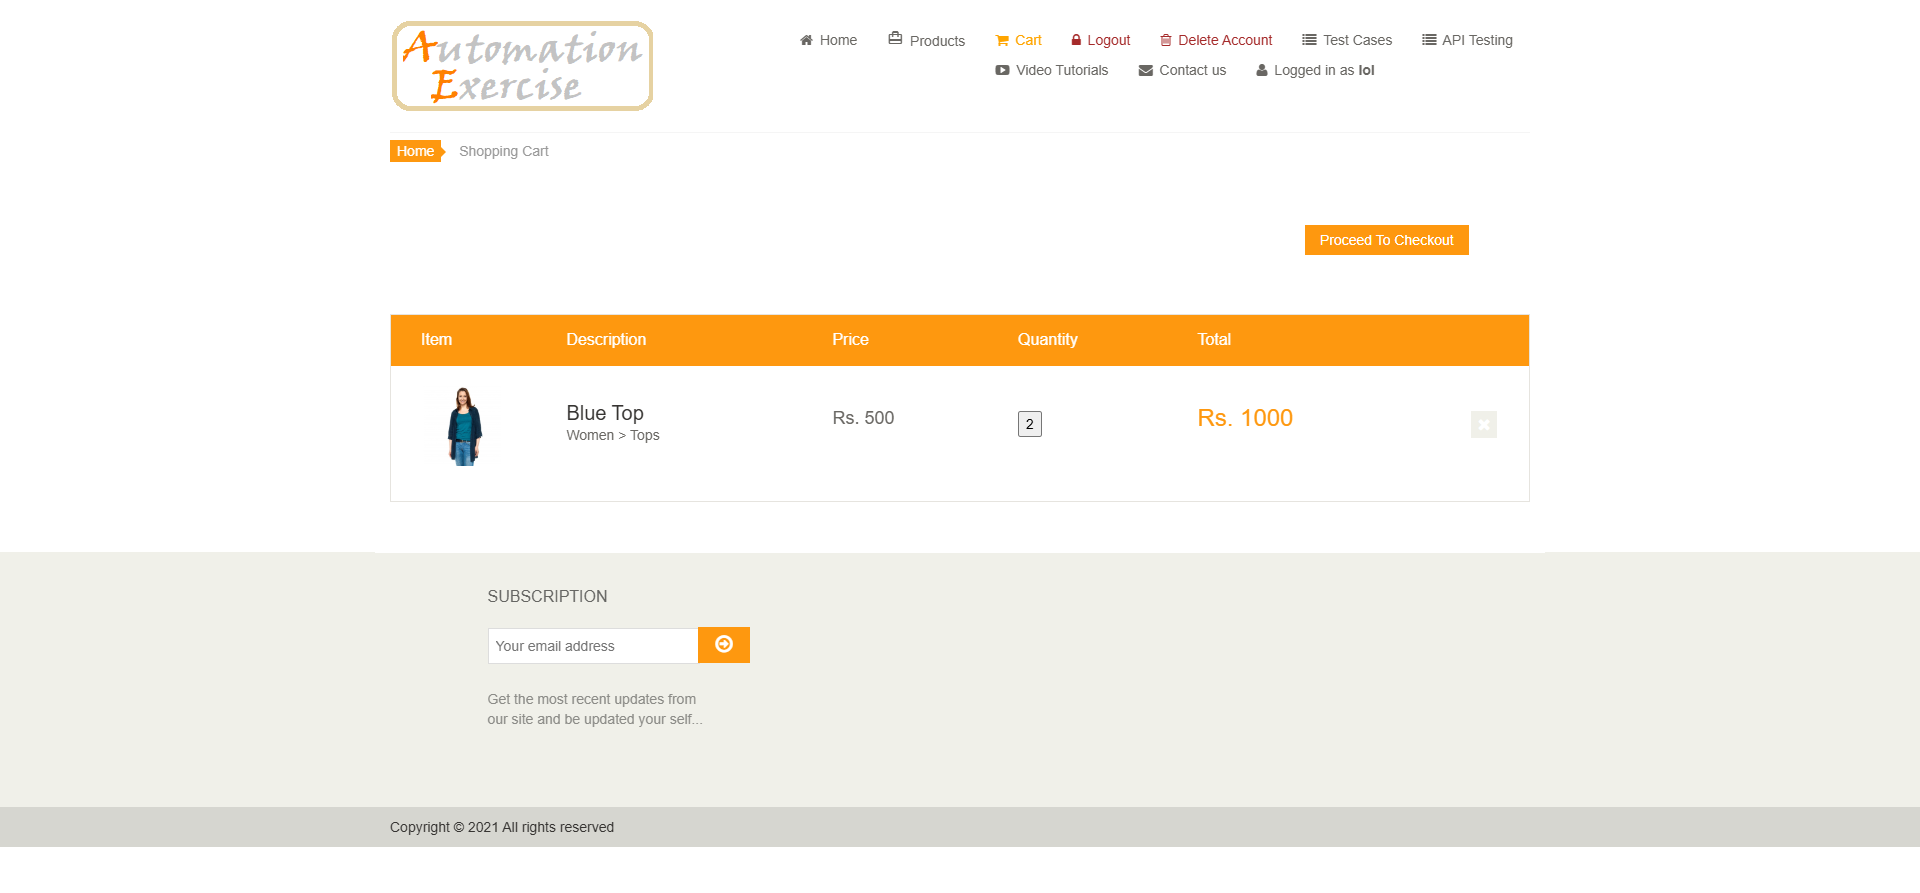 Automation
Exercise
Home Products Cart Logout Delete Account Test Cases API Testing
Video Tutorials Contact us Logged in as lol
Home Shopping Cart
Proceed To Checkout
Item Description Price Quantity Total
Blue Top
Women > Tops
Rs. 500
2
Rs. 1000
SUBSCRIPTION
Your email address
Get the most recent updates from
our site and be updated your self...
Copyright © 2021 All rights reserved